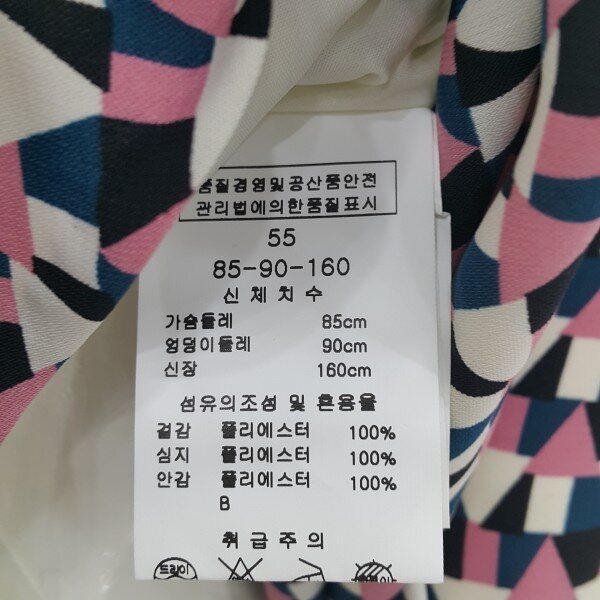 품질경영및공산품안전
관리법에의한품질표시
55
85-90-160
신체치수
가슴둘레 85cm
엉덩이둘레 90cm
신장 160cm
섬유의조성 및 혼용율
겉감 폴리에스터 100%
심지 폴리에스터 100%
안감 폴리에스터 100%
B
취급주의
드라이